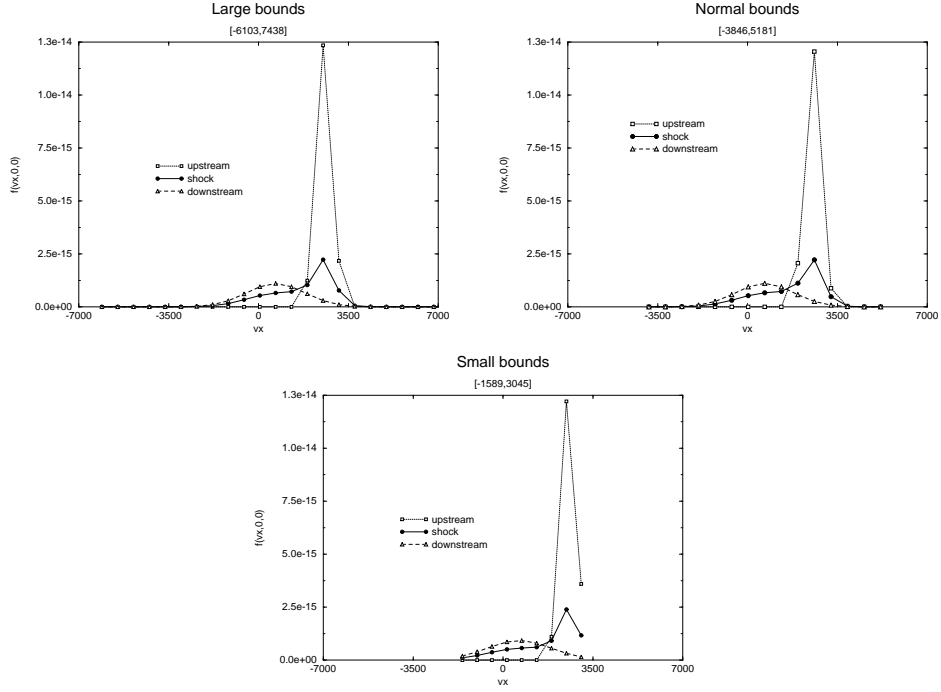 Large bounds
[-6103,7438]
1.3e-14
1.0e-14
7.5e-15
5.0e-15
2.5e-15
0.0e+00
f(vx,0,0)
upstream
shock
downstream
-7000 -3500 0 3500 7000
vx
Normal bounds
[-3846,5181]
1.3e-14
1.0e-14
7.5e-15
5.0e-15
2.5e-15
0.0e+00
f(vx,0,0)
upstream
shock
downstream
-7000 -3500 0 3500 7000
vx
Small bounds
[-1589,3045]
1.3e-14
1.0e-14
7.5e-15
5.0e-15
2.5e-15
0.0e+00
f(vx,0,0)
upstream
shock
downstream
-7000 -3500 0 3500 7000
vx